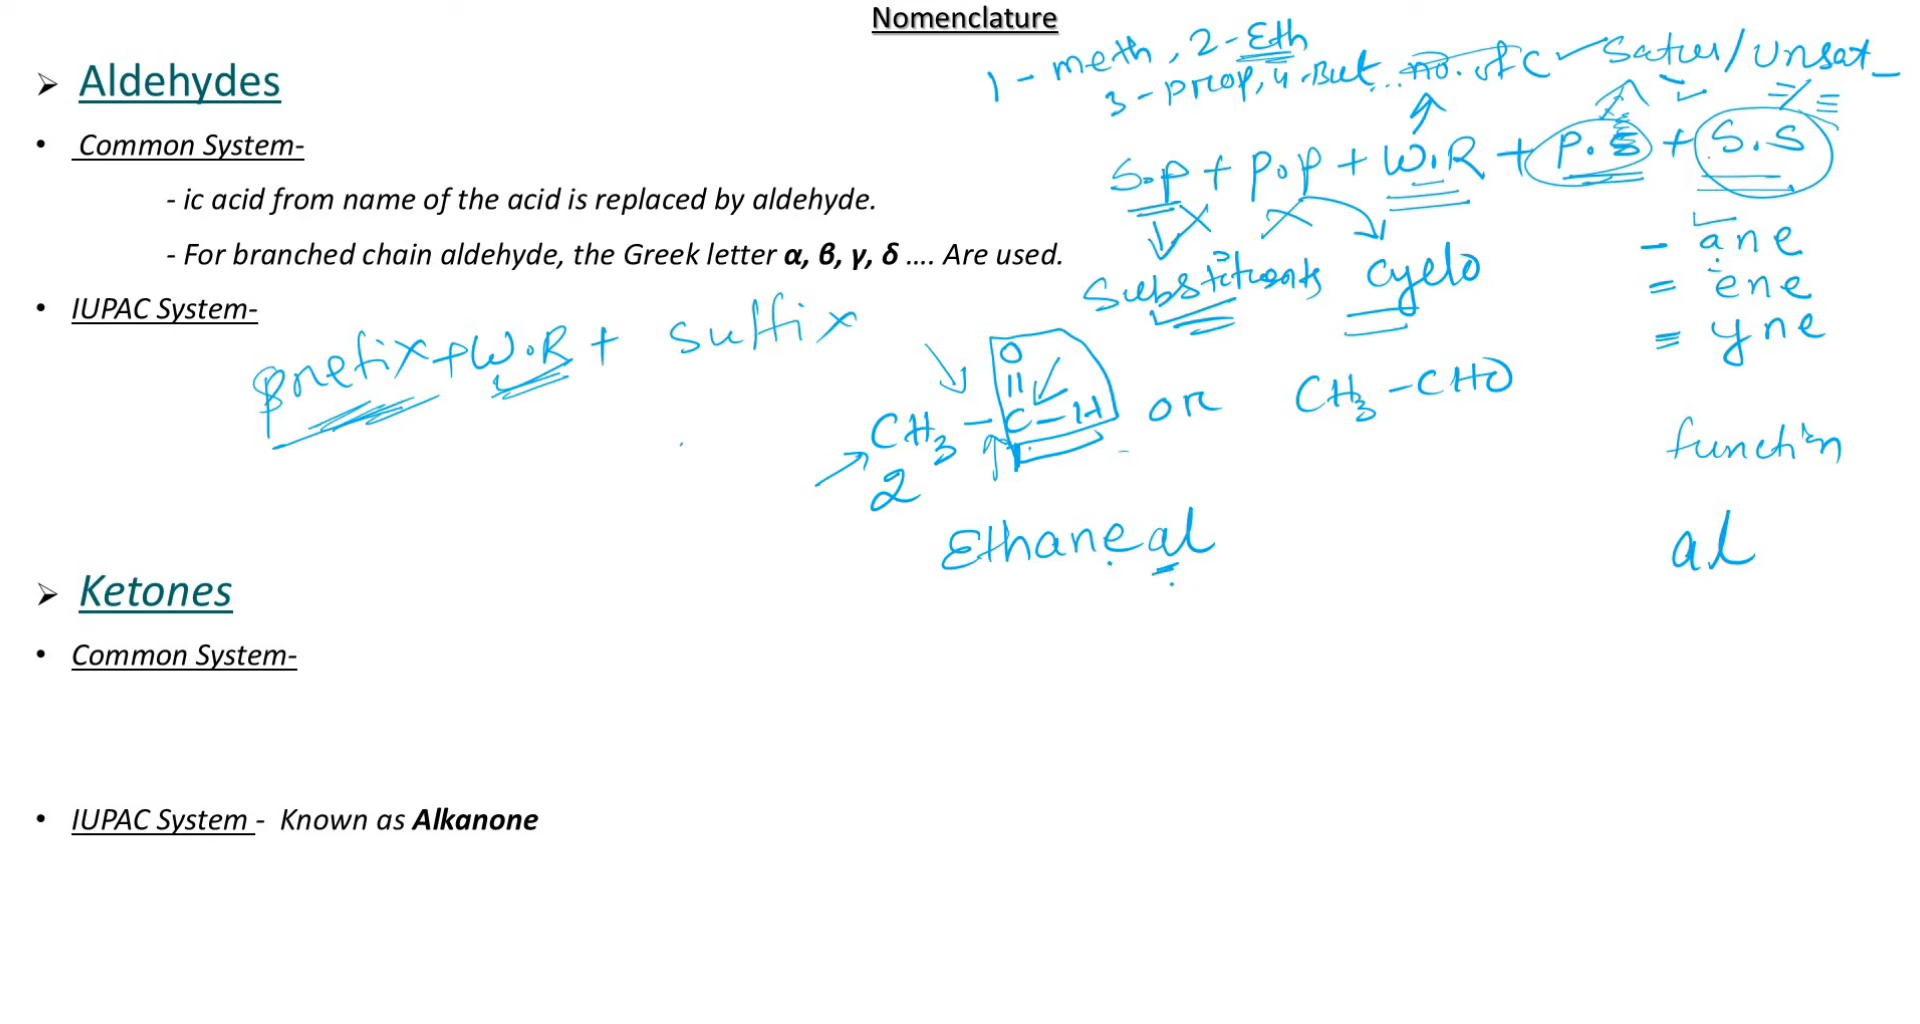 Nomenclature
➢ Aldehydes
1 - meth, 2 - Eth
3 - prop, 4 - But ... no. of C Satur/Unsat
• Common System-
S.p + p.p + W.R + P.S + S.S
- ic acid from name of the acid is replaced by aldehyde.
- For branched chain aldehyde, the Greek letter α, β, γ, δ .... Are used.
Substituents cyclo
- ane
= ene
≡ yne
• IUPAC System-
prefix + W.R + Suffix
O
||
CH3 - C - H or CH3 - CHO
2
functin
Ethaneal
al
➢ Ketones
• Common System-
• IUPAC System - Known as Alkanone